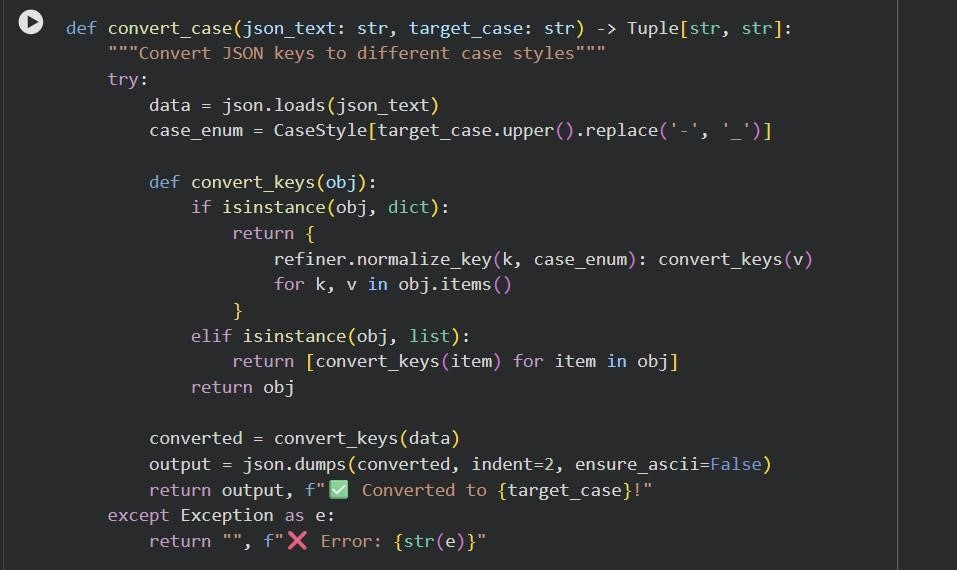 def convert_case(json_text: str, target_case: str) -> Tuple[str, str]:
    """Convert JSON keys to different case styles"""
    try:
        data = json.loads(json_text)
        case_enum = CaseStyle[target_case.upper().replace('-', '_')]

        def convert_keys(obj):
            if isinstance(obj, dict):
                return {
                    refiner.normalize_key(k, case_enum): convert_keys(v)
                    for k, v in obj.items()
                }
            elif isinstance(obj, list):
                return [convert_keys(item) for item in obj]
            return obj

        converted = convert_keys(data)
        output = json.dumps(converted, indent=2, ensure_ascii=False)
        return output, f"✅ Converted to {target_case}!"
    except Exception as e:
        return "", f"❌ Error: {str(e)}"